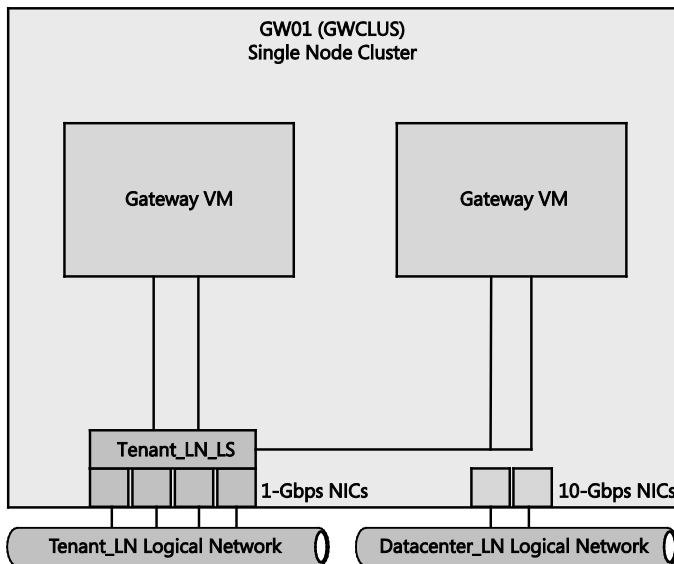 GW01 (GWCLUS)
Single Node Cluster
Gateway VM
Gateway VM
Tenant_LN_LS
1-Gbps NICs
10-Gbps NICs
Tenant_LN Logical Network
Datacenter_LN Logical Network